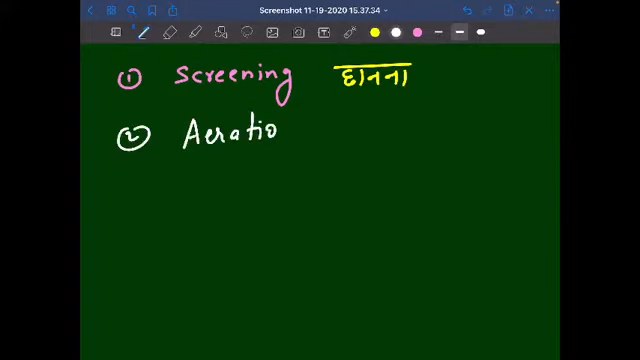 Screenshot 11-19-2020 15.37.34
① Screening छानना
② Aeratio